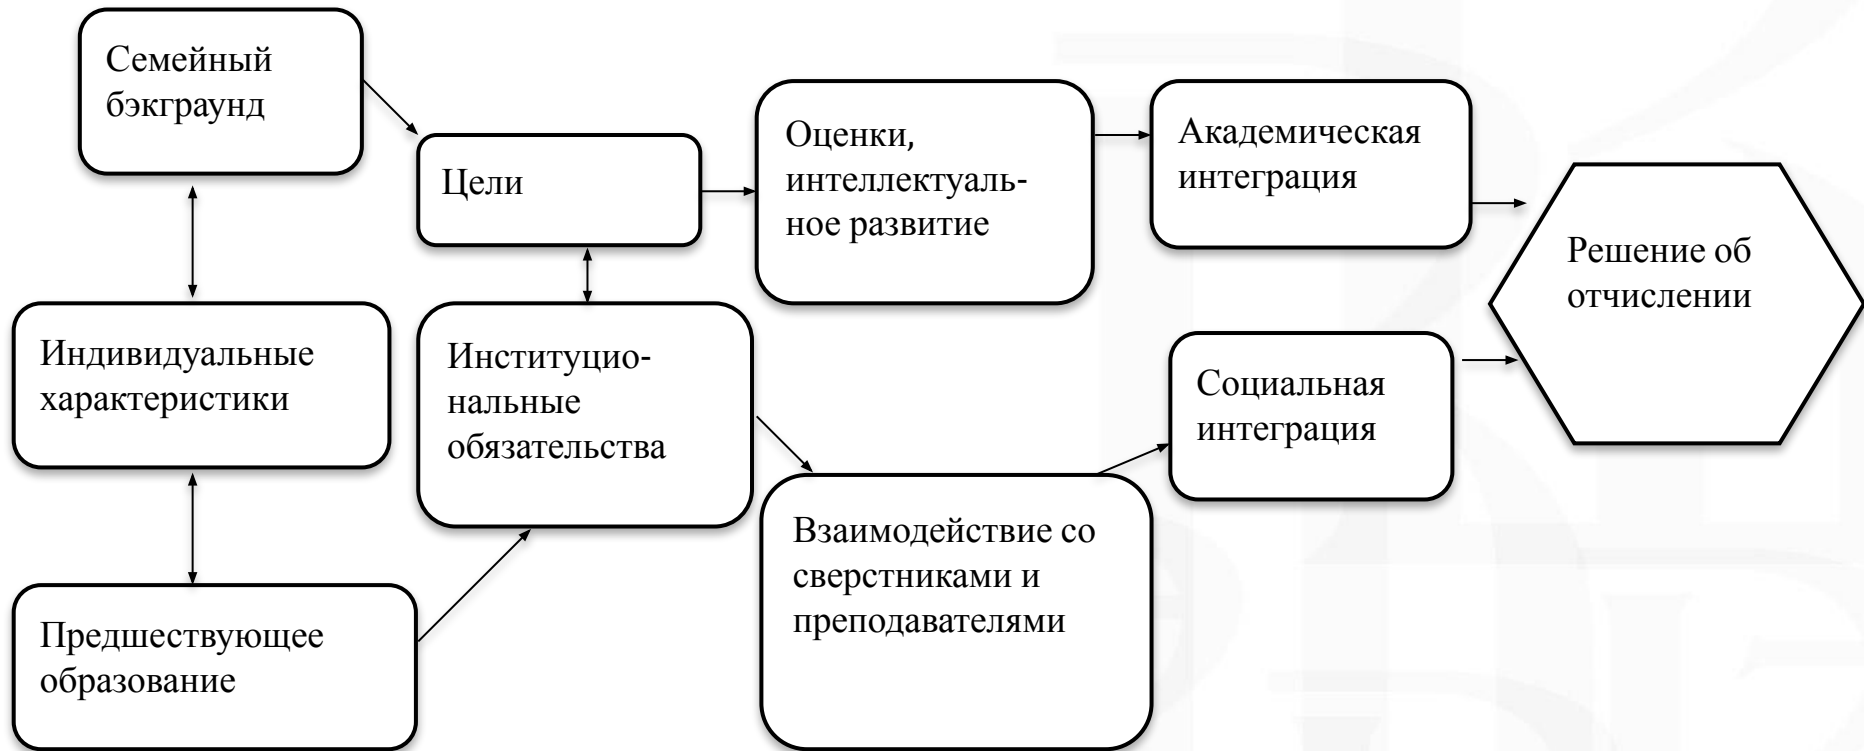 Семейный
бэкграунд
Цели
Оценки,
интеллектуаль-
ное развитие
Академическая
интеграция
Решение об
отчислении
Индивидуальные
характеристики
Институцио-
нальные
обязательства
Социальная
интеграция
Взаимодействие со
сверстниками и
преподавателями
Предшествующее
образование